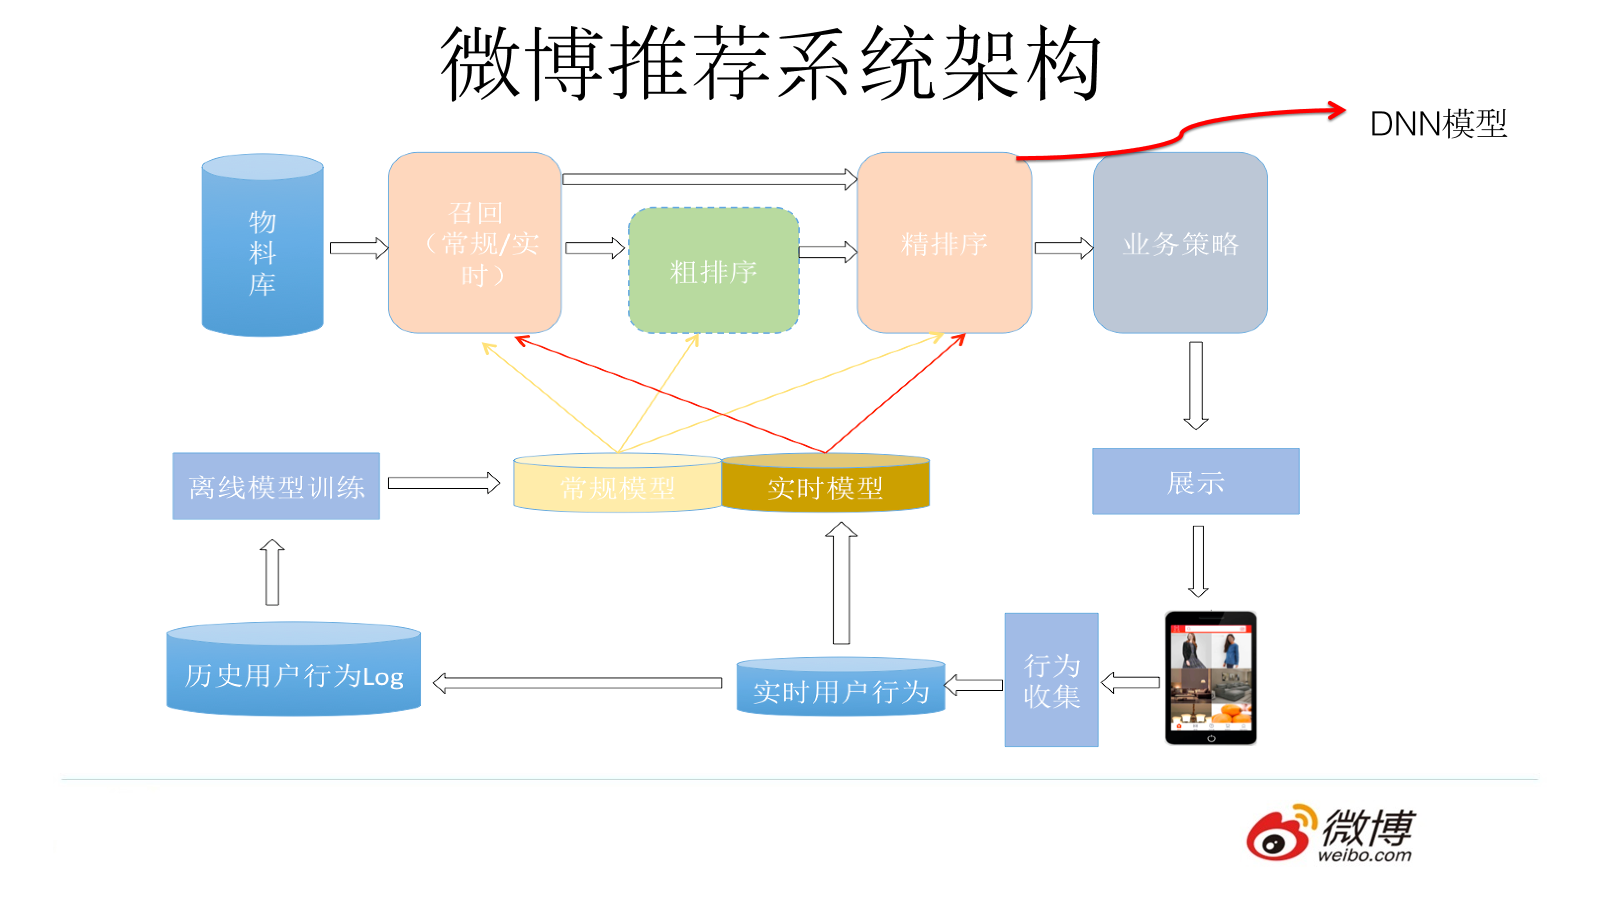 微博推荐系统架构
DNN模型
物
料
库
召回
（常规/实
时）
粗排序
精排序
业务策略
离线模型训练
常规模型
实时模型
展示
历史用户行为Log
实时用户行为
行为
收集
微博
weibo.com